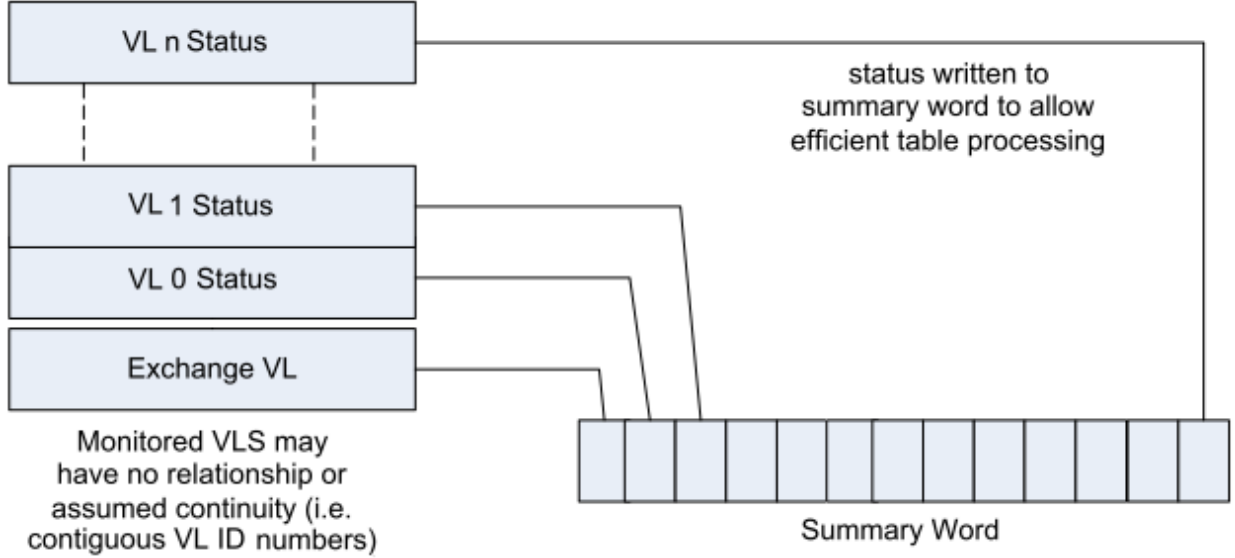 VL n Status
status written to
summary word to allow
efficient table processing
VL 1 Status
VL 0 Status
Exchange VL
Monitored VLS may
have no relationship or
assumed continuity (i.e.
contiguous VL ID numbers)
Summary Word